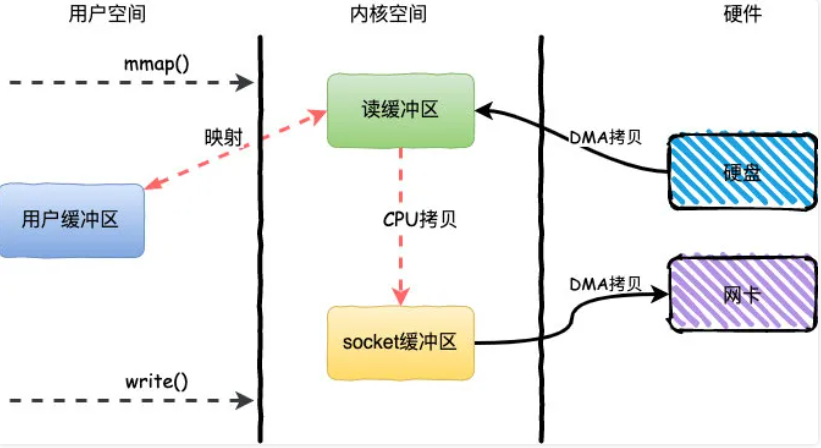 用户空间
内核空间
硬件
mmap()
读缓冲区
映射
DMA拷贝
硬盘
用户缓冲区
CPU拷贝
DMA拷贝
网卡
socket缓冲区
write()